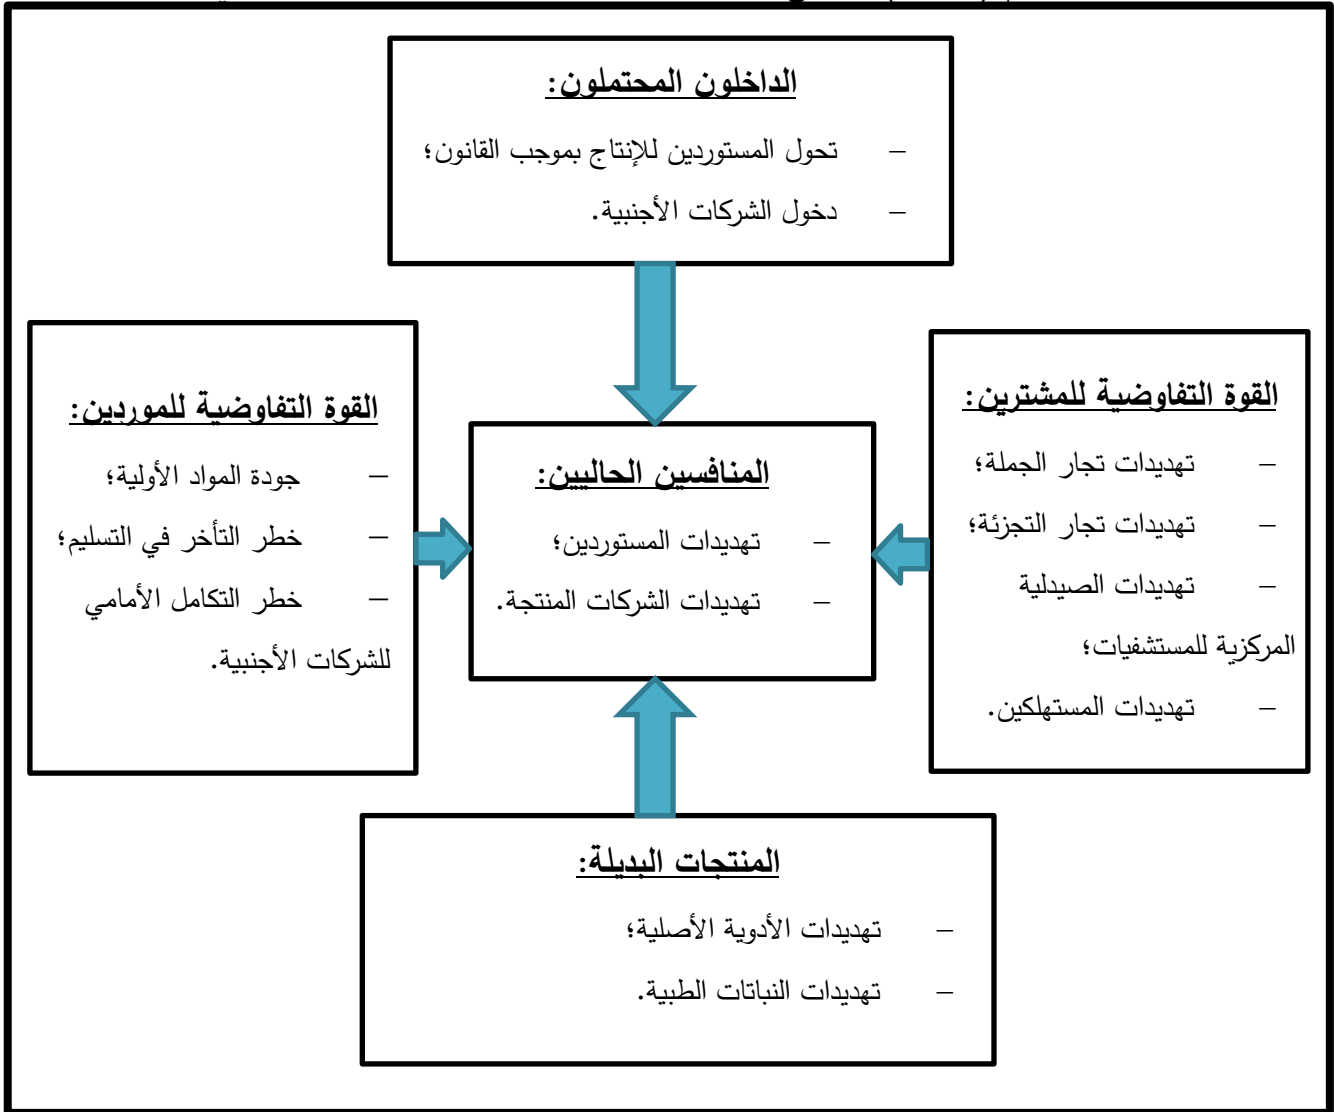 الداخلون المحتملون:
– تحول المستوردين للإنتاج بموجب القانون؛
– دخول الشركات الأجنبية.
القوة التفاوضية للمشترين:
– تهديدات تجار الجملة؛
– تهديدات تجار التجزئة؛
– تهديدات الصيدلية
المركزية للمستشفيات؛
– تهديدات المستهلكين.
المنافسين الحاليين:
– تهديدات المستوردين؛
– تهديدات الشركات المنتجة.
القوة التفاوضية للموردين:
– جودة المواد الأولية؛
– خطر التأخر في التسليم؛
– خطر التكامل الأمامي
للشركات الأجنبية.
المنتجات البديلة:
– تهديدات الأدوية الأصلية؛
– تهديدات النباتات الطبية.